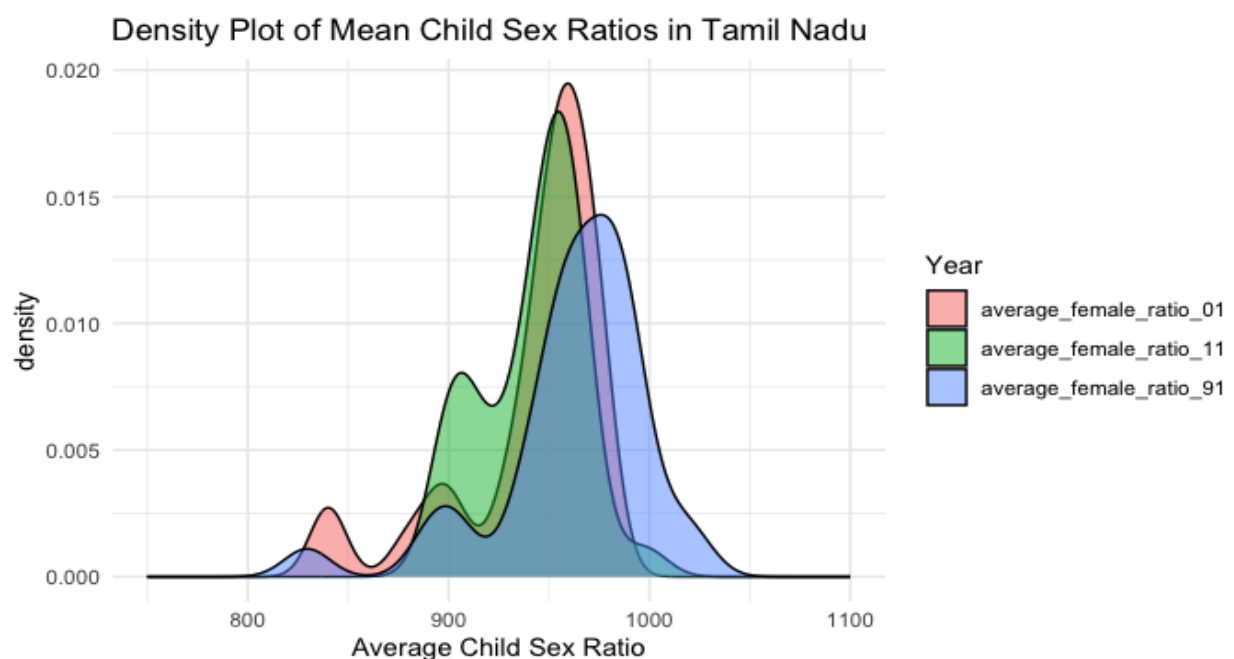 Density Plot of Mean Child Sex Ratios in Tamil Nadu
0.020
0.015
0.010
0.005
0.000
density
800 900 1000 1100
Average Child Sex Ratio
Year
average_female_ratio_01
average_female_ratio_11
average_female_ratio_91